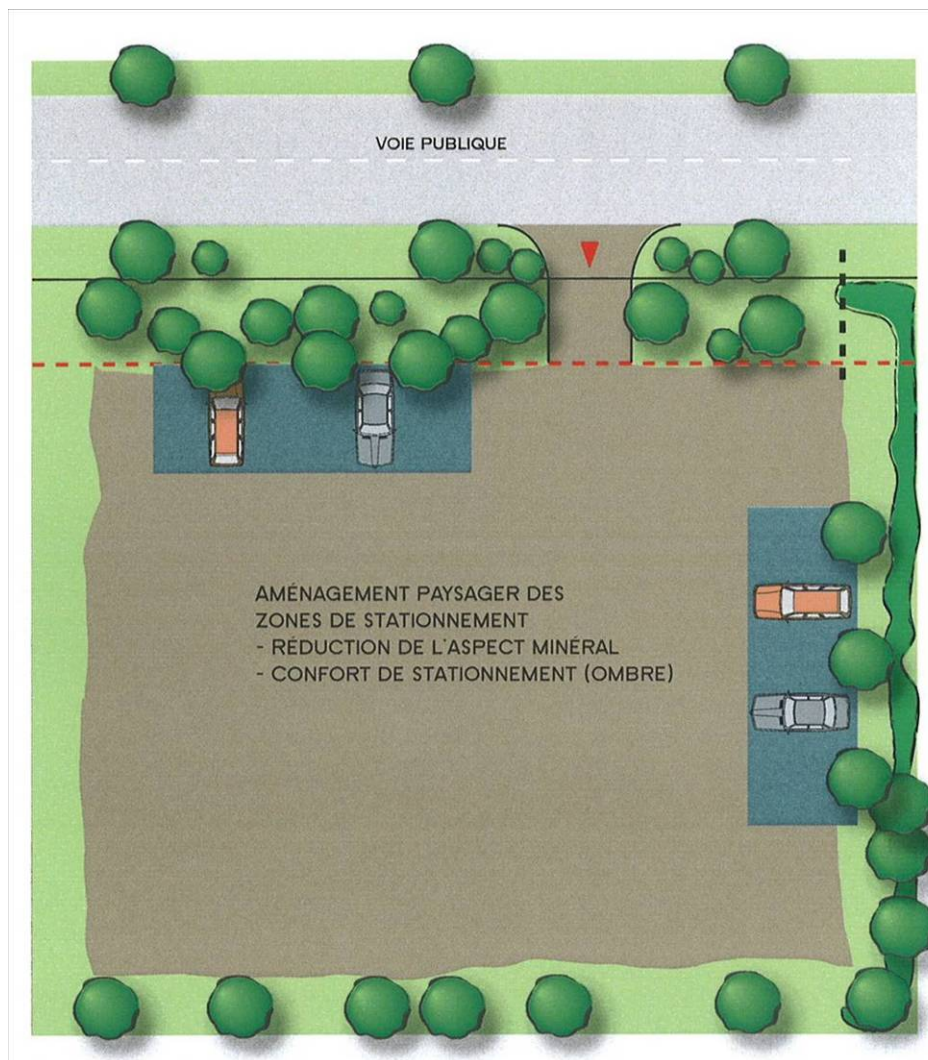 VOIE PUBLIQUE
AMÉNAGEMENT PAYSAGER DES
ZONES DE STATIONNEMENT
- RÉDUCTION DE L'ASPECT MINÉRAL
- CONFORT DE STATIONNEMENT (OMBRE)